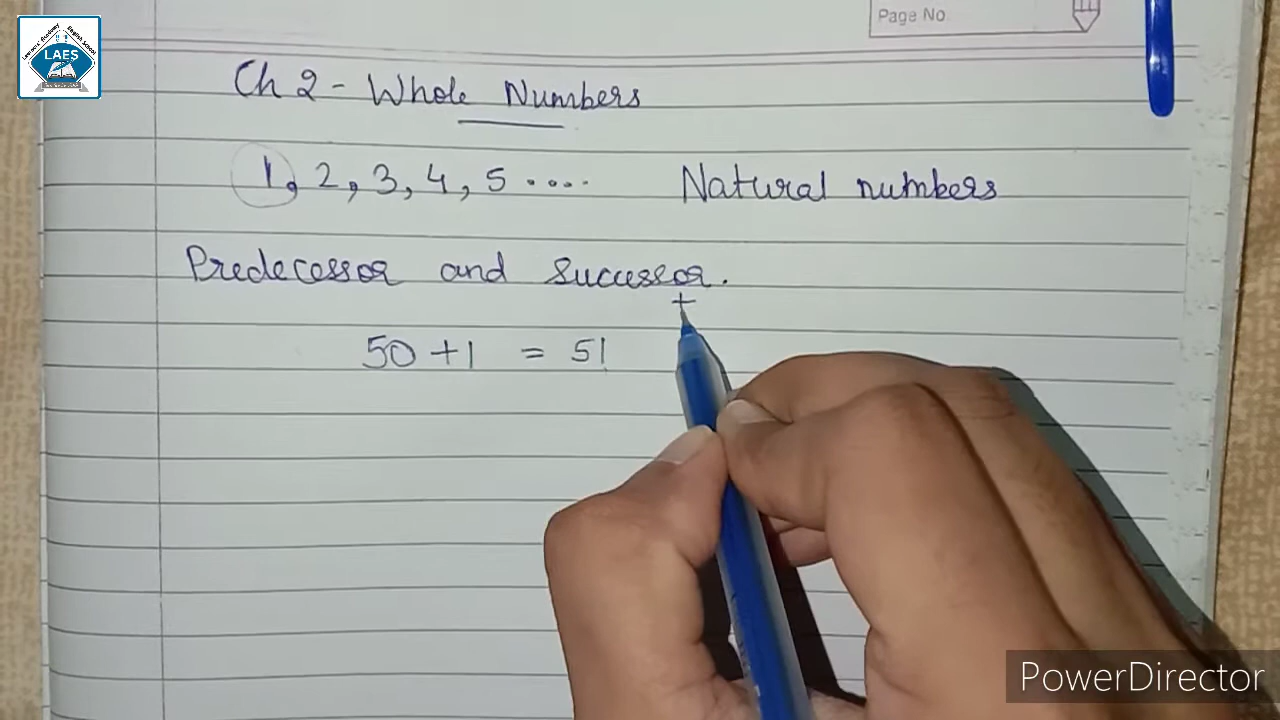 Page No.
LAES
Ch 2 - Whole Numbers
1, 2, 3, 4, 5 .... Natural numbers
Predecessor and successor.
+
50 + 1 = 51
PowerDirector